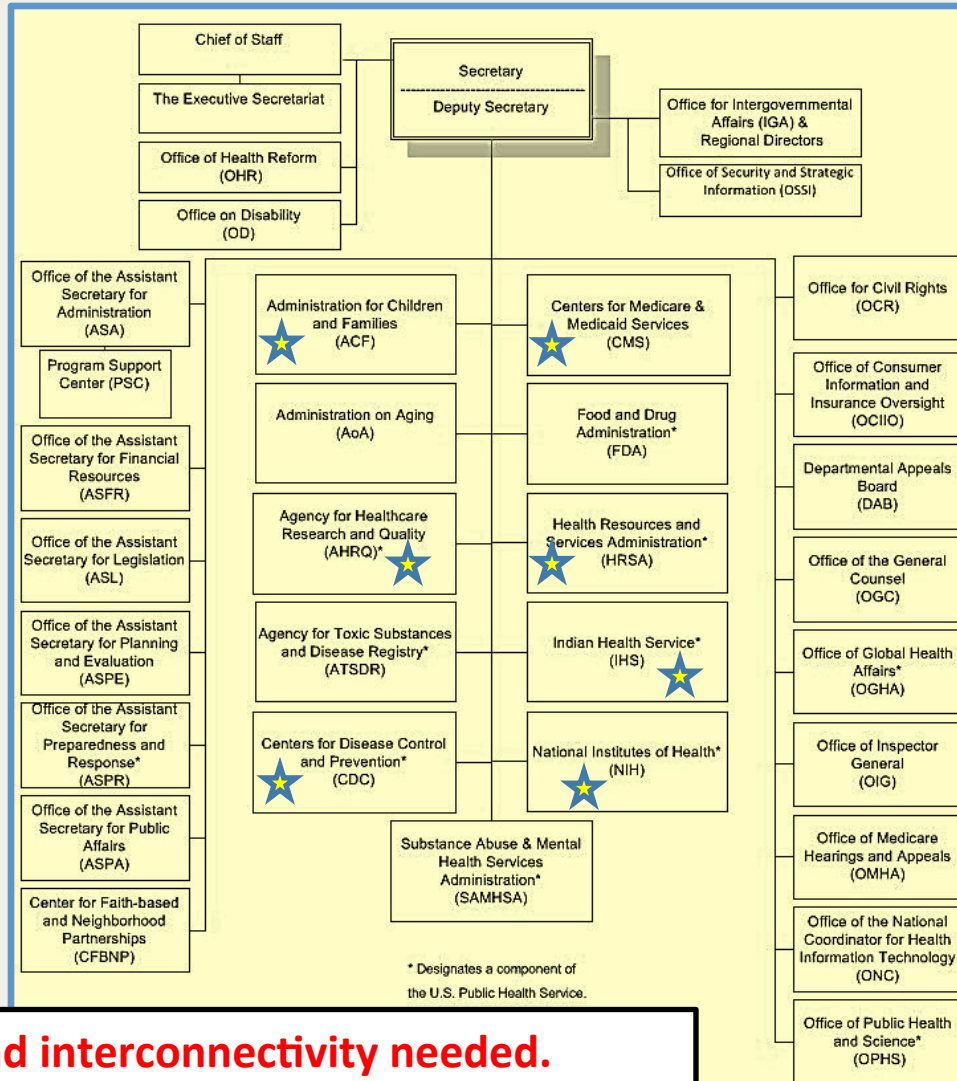 Chief of Staff
The Executive Secretariat
Office of Health Reform
(OHR)
Office on Disability
(OD)
Secretary
Deputy Secretary
Office for Intergovernmental
Affairs (IGA) &
Regional Directors
Office of Security and Strategic
Information (OSSI)
Office of the Assistant
Secretary for
Administration
(ASA)
Program Support
Center (PSC)
Office of the Assistant
Secretary for Financial
Resources
(ASFR)
Office of the Assistant
Secretary for Legislation
(ASL)
Office of the Assistant
Secretary for Planning
and Evaluation
(ASPE)
Office of the Assistant
Secretary for
Preparedness and
Response*
(ASPR)
Office of the Assistant
Secretary for Public
Affairs
(ASPA)
Center for Faith-based
and Neighborhood
Partnerships
(CFBNP)
Administration for Children
and Families
(ACF)
Administration on Aging
(AoA)
Agency for Healthcare
Research and Quality
(AHRQ)*
Agency for Toxic Substances
and Disease Registry*
(ATSDR)
Centers for Disease Control
and Prevention*
(CDC)
Centers for Medicare &
Medicaid Services
(CMS)
Food and Drug
Administration*
(FDA)
Health Resources and
Services Administration*
(HRSA)
Indian Health Service*
(IHS)
National Institutes of Health*
(NIH)
Substance Abuse & Mental
Health Services
Administration*
(SAMHSA)
* Designates a component of
the U.S. Public Health Service.
Office for Civil Rights
(OCR)
Office of Consumer
Information and
Insurance Oversight
(OCIIO)
Departmental Appeals
Board
(DAB)
Office of the General
Counsel
(OGC)
Office of Global Health
Affairs*
(OGHA)
Office of Inspector
General
(OIG)
Office of Medicare
Hearings and Appeals
(OMHA)
Office of the National
Coordinator for Health
Information Technology
(ONC)
Office of Public Health
and Science*
(OPHS)
interconnectivity needed.